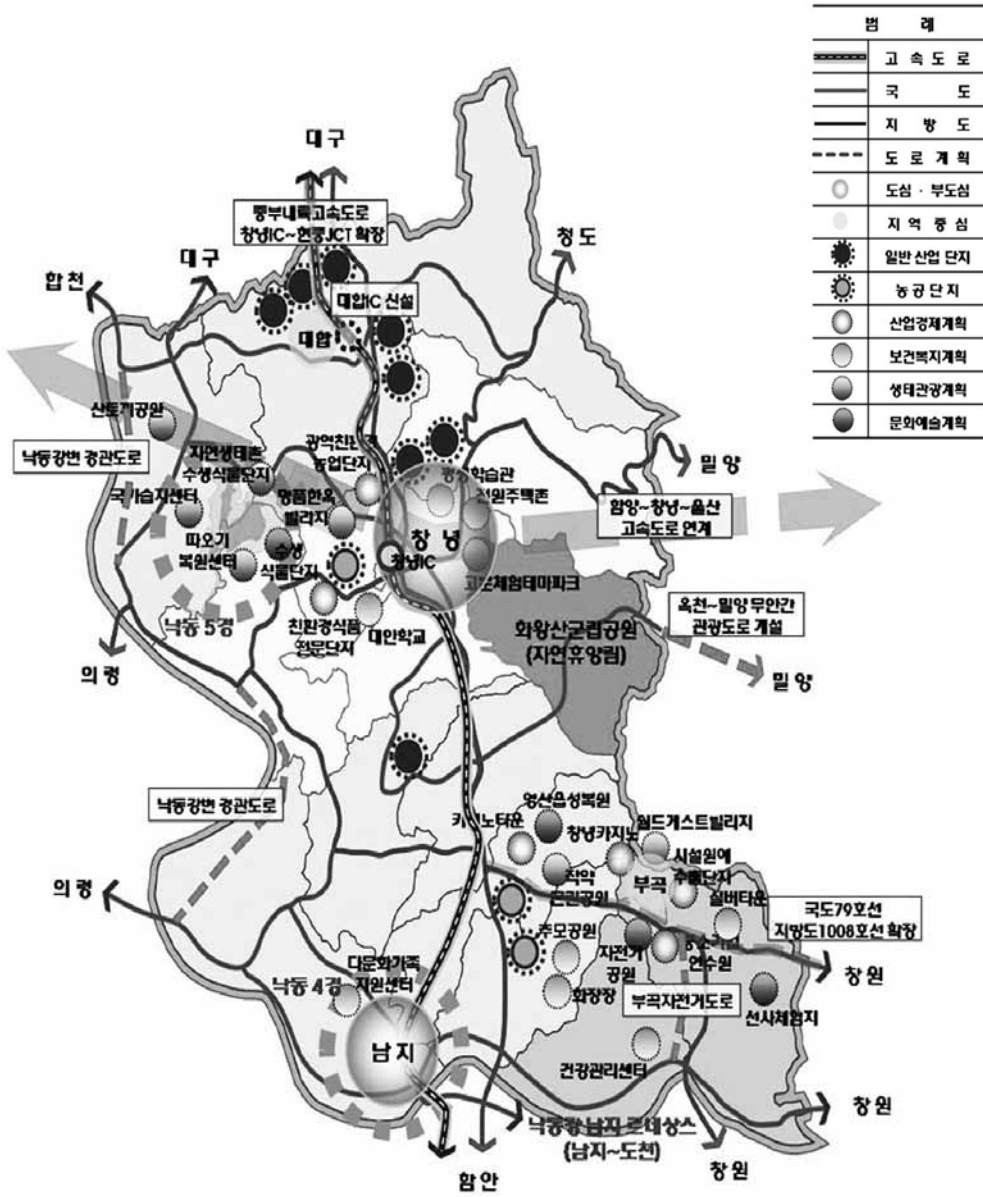 범 례
고속도로
국 도
지방도
도로계획
도심 · 부도심
지역중심
일반산업단지
농공단지
산업경제계획
보건복지계획
생태관광계획
문화예술계획
대구
중부내륙고속도로
창녕IC~현풍JCT 확장
청도
대구
합천
대합IC 신설
대합
산토끼공원
낙동강변 경관도로
자연생태촌
수생식물단지
농업단지
밀양
국가습지센터
명품한옥
빌리지
전원주택촌
함양~창녕~울산
고속도로 연계
따오기
복원센터
수생
식물단지
창녕
창녕IC
고분체험테마파크
옥천~밀양 무안간
관광도로 개설
낙동 5경
친환경식품
전문단지
대안학교
화왕산군립공원
(자연휴양림)
의령
밀양
낙동강변 경관도로
영산읍성복원
창녕카지노
월드게스트빌리지
시설원예
수출단지
부곡
실버타운
의령
작약
국도79호선
지방도1008호선 확장
추모공원
자전거
공원
연수원
창원
다문화가족
지원센터
낙동 4경
화장장
부곡자전거도로
선사체험지
남지
건강관리센터
창원
낙동강 남지 르네상스
(남지~도천)
함안
창원